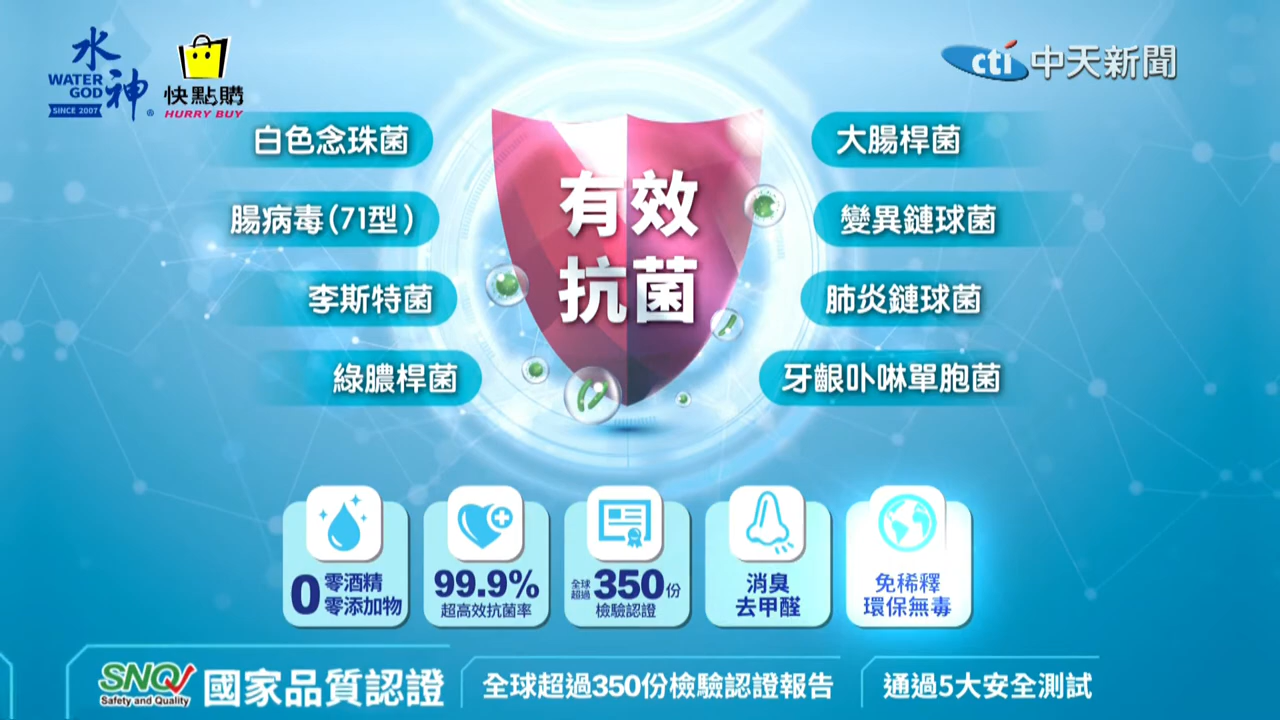 水神
WATER
GOD
SINCE 2007
®
快點購
HURRY BUY
cti 中天新聞
白色念珠菌
腸病毒(71型)
李斯特菌
綠膿桿菌
有效
抗菌
大腸桿菌
變異鏈球菌
肺炎鏈球菌
牙齦卟啉單胞菌
0 零酒精
零添加物
99.9%
超高效抗菌率
全球
超過 350份
檢驗認證
消臭
去甲醛
免稀釋
環保無毒
SNQ
Safety and Quality
國家品質認證
全球超過350份檢驗認證報告
通過5大安全測試